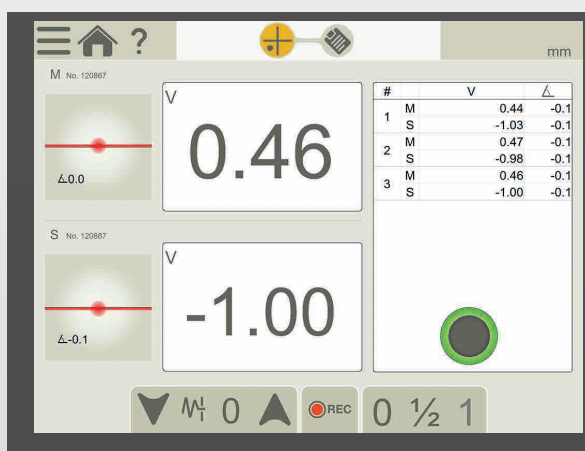 ?
mm
M No. 120867
V
0.46
∡0.0
S No. 120887
V
-1.00
∡-0.1
# V ∡
1 M 0.44 -0.1
S -1.03 -0.1
2 M 0.47 -0.1
S -0.98 -0.1
3 M 0.46 -0.1
S -1.00 -0.1
0
REC
0 ½ 1